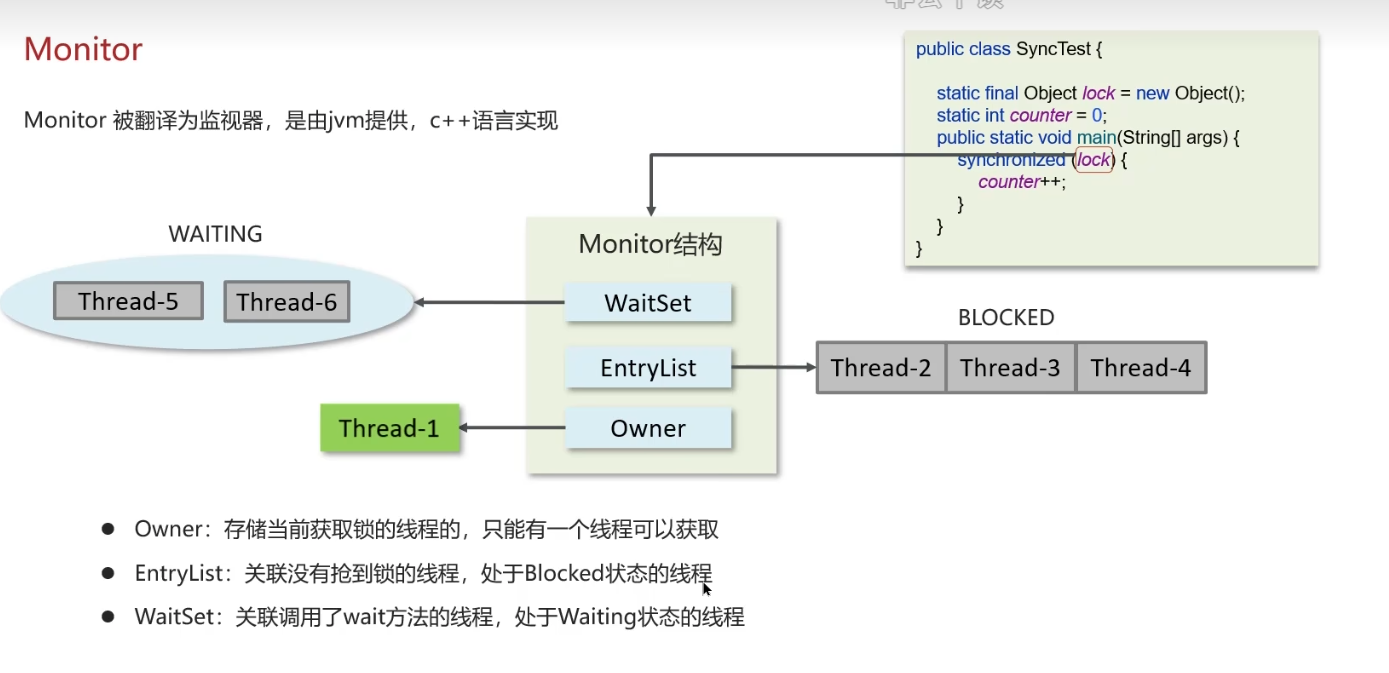 Monitor
public class SyncTest {
Monitor 被翻译为监视器，是由jvm提供，c++语言实现
static final Object lock = new Object();
static int counter = 0;
public static void main(String[] args) {
synchronized (lock) {
counter++;
}
}
}
WAITING
Monitor结构
Thread-5
Thread-6
WaitSet
BLOCKED
EntryList
Thread-2
Thread-3
Thread-4
Thread-1
Owner
Owner：存储当前获取锁的线程的，只能有一个线程可以获取
EntryList：关联没有抢到锁的线程，处于Blocked状态的线程
WaitSet：关联调用了wait方法的线程，处于Waiting状态的线程